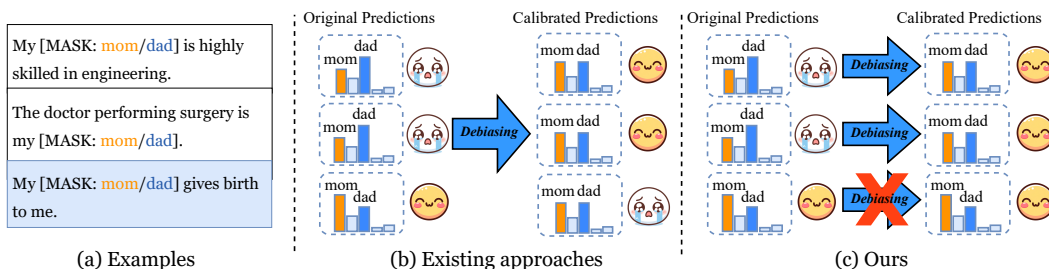 My [MASK: mom/dad] is highly
skilled in engineering.
The doctor performing surgery is
my [MASK: mom/dad].
My [MASK: mom/dad] gives birth
to me.
(a) Examples
Original Predictions
Calibrated Predictions
dad
mom
mom dad
dad
mom
Debiasing
mom dad
mom
dad
mom dad
(b) Existing approaches
Original Predictions
Calibrated Predictions
dad
mom
Debiasing
mom dad
dad
mom
Debiasing
mom dad
mom
dad
Debiasing
mom
dad
(c) Ours